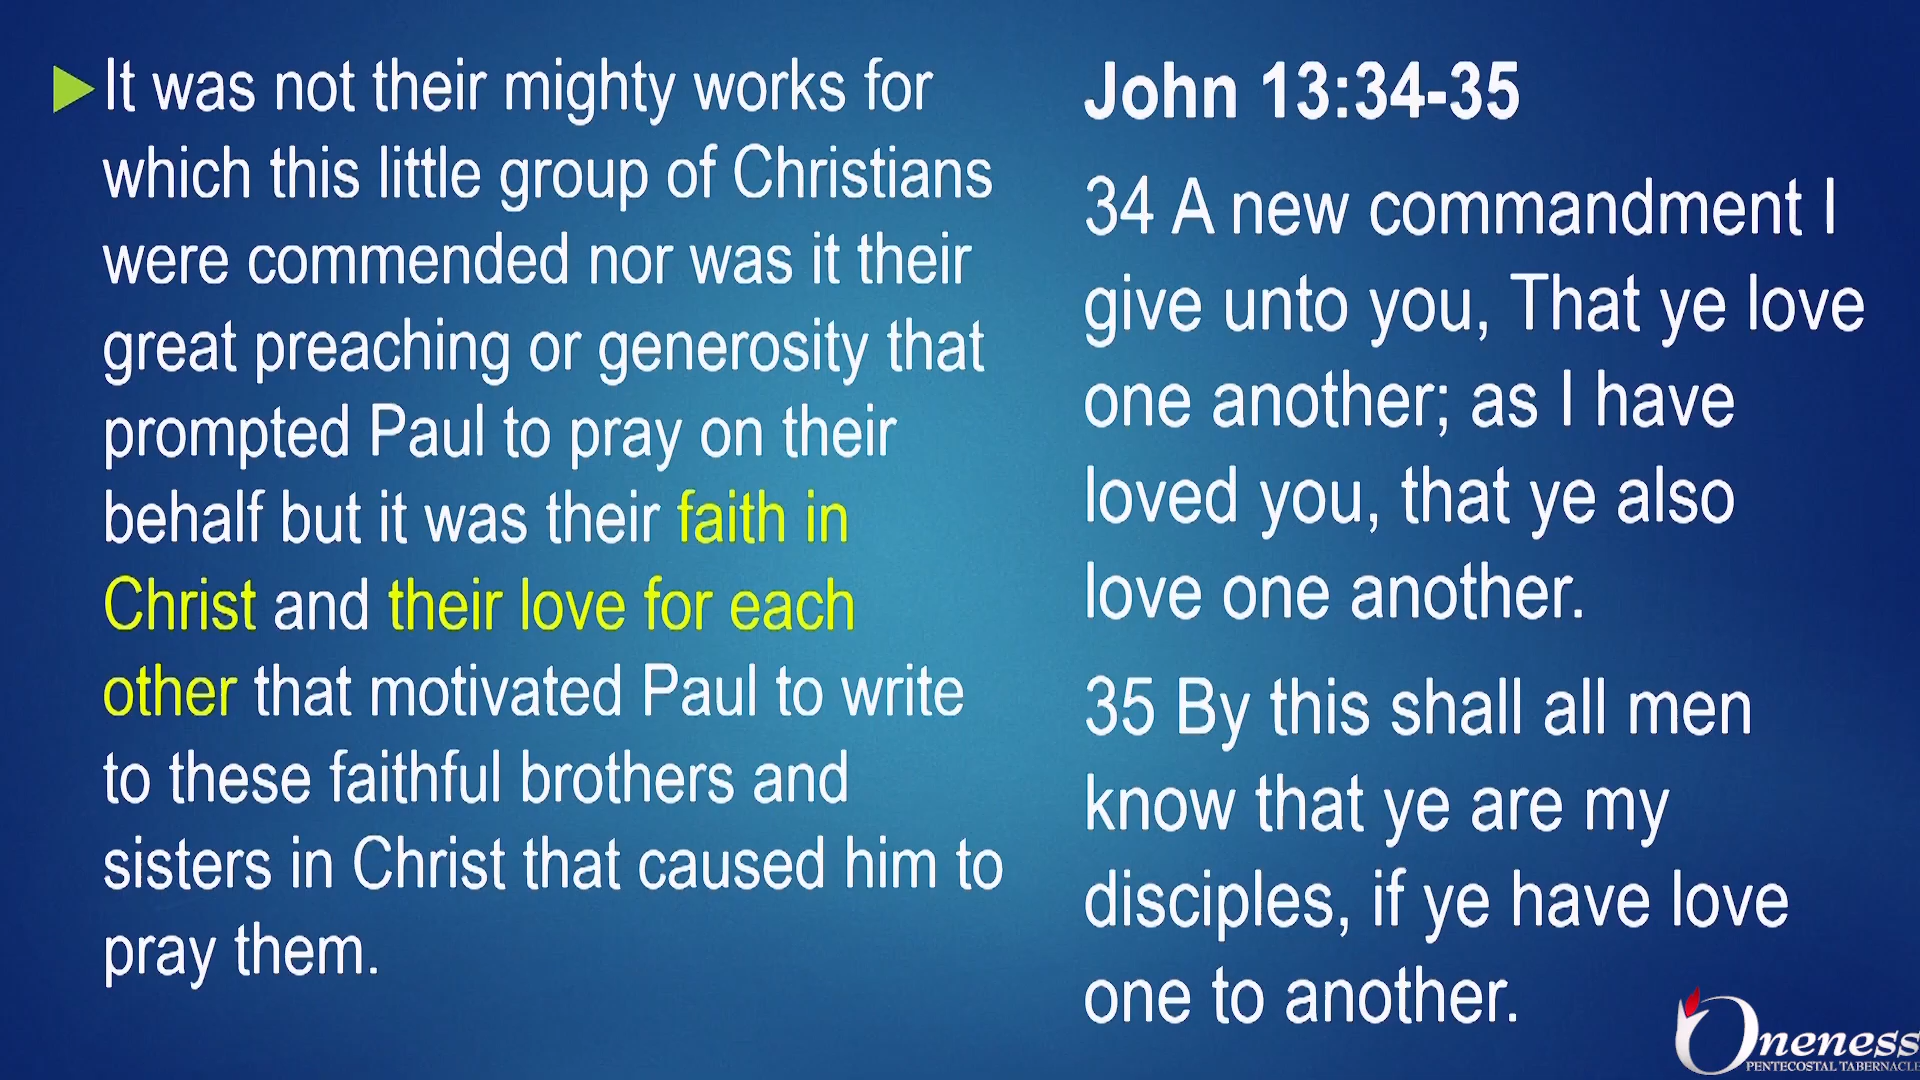 It was not their mighty works for
which this little group of Christians
were commended nor was it their
great preaching or generosity that
prompted Paul to pray on their
behalf but it was their faith in
Christ and their love for each
other that motivated Paul to write
to these faithful brothers and
sisters in Christ that caused him to
pray them.
John 13:34-35
34 A new commandment I
give unto you, That ye love
one another; as I have
loved you, that ye also
love one another.
35 By this shall all men
know that ye are my
disciples, if ye have love
one to another.
Oneness
PENTECOSTAL TABERNACLE